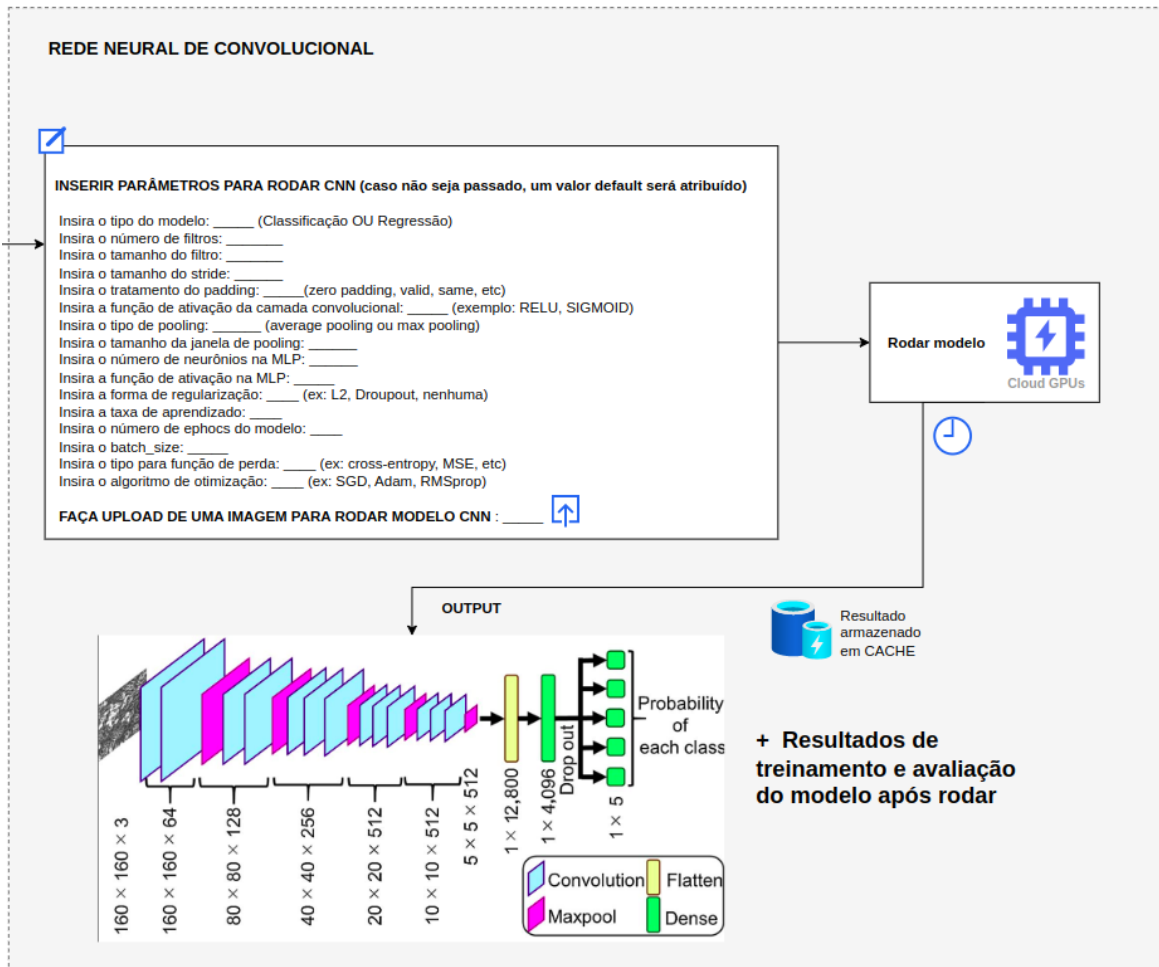 REDE NEURAL DE CONVOLUCIONAL
INSERIR PARÂMETROS PARA RODAR CNN (caso não seja passado, um valor default será atribuído)
Insira o tipo do modelo: _____ (Classificação OU Regressão)
Insira o número de filtros: _______
Insira o tamanho do filtro: _______
Insira o tamanho do stride: ______
Insira o tratamento do padding: _____(zero padding, valid, same, etc)
Insira a função de ativação da camada convolucional: _____ (exemplo: RELU, SIGMOID)
Insira o tipo de pooling: ______ (average pooling ou max pooling)
Insira o tamanho da janela de pooling: ______
Insira o número de neurônios na MLP: ______
Insira a função de ativação na MLP: _____
Insira a forma de regularização: ____ (ex: L2, Droupout, nenhuma)
Insira a taxa de aprendizado: ____
Insira o número de ephocs do modelo: ____
Insira o batch_size: _____
Insira o tipo para função de perda: ____ (ex: cross-entropy, MSE, etc)
Insira o algoritmo de otimização: ____ (ex: SGD, Adam, RMSprop)
FAÇA UPLOAD DE UMA IMAGEM PARA RODAR MODELO CNN : _____
Rodar modelo
Cloud GPUs
OUTPUT
Resultado
armazenado
em CACHE
160 × 160 × 3
160 × 160 × 64
80 × 80 × 128
40 × 40 × 256
20 × 20 × 512
10 × 10 × 512
5 × 5 × 512
1 × 12,800
1 × 4,096
Drop out
1 × 5
Probability
of
each class
Convolution
Flatten
Maxpool
Dense
+ Resultados de
treinamento e avaliação
do modelo após rodar